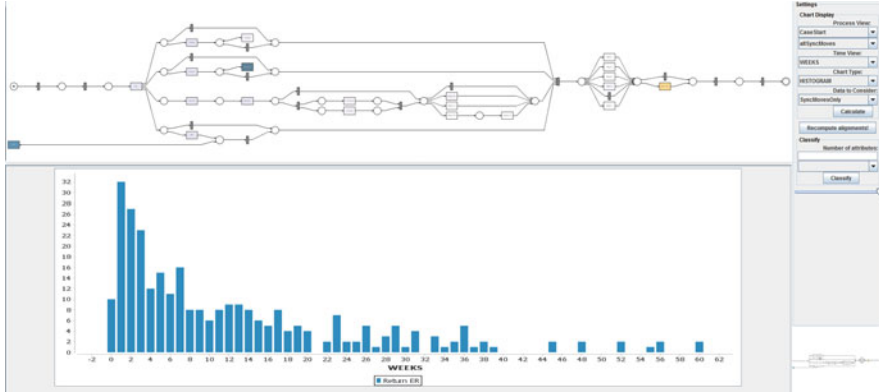 Settings
Chart Display
Process View:
CaseStart
allSyncMoves
Time View:
WEEKS
Chart Type:
HISTOGRAM
Data to Consider:
SyncMovesOnly
Calculate
Recompute alignments!
Classify
Number of attributes:
Classify
32
30
28
26
24
22
20
18
16
14
12
10
8
6
4
2
0
-2 0 2 4 6 8 10 12 14 16 18 20 22 24 26 28 30 32 34 36 38 40 42 44 46 48 50 52 54 56 58 60 62
WEEKS
Return ER